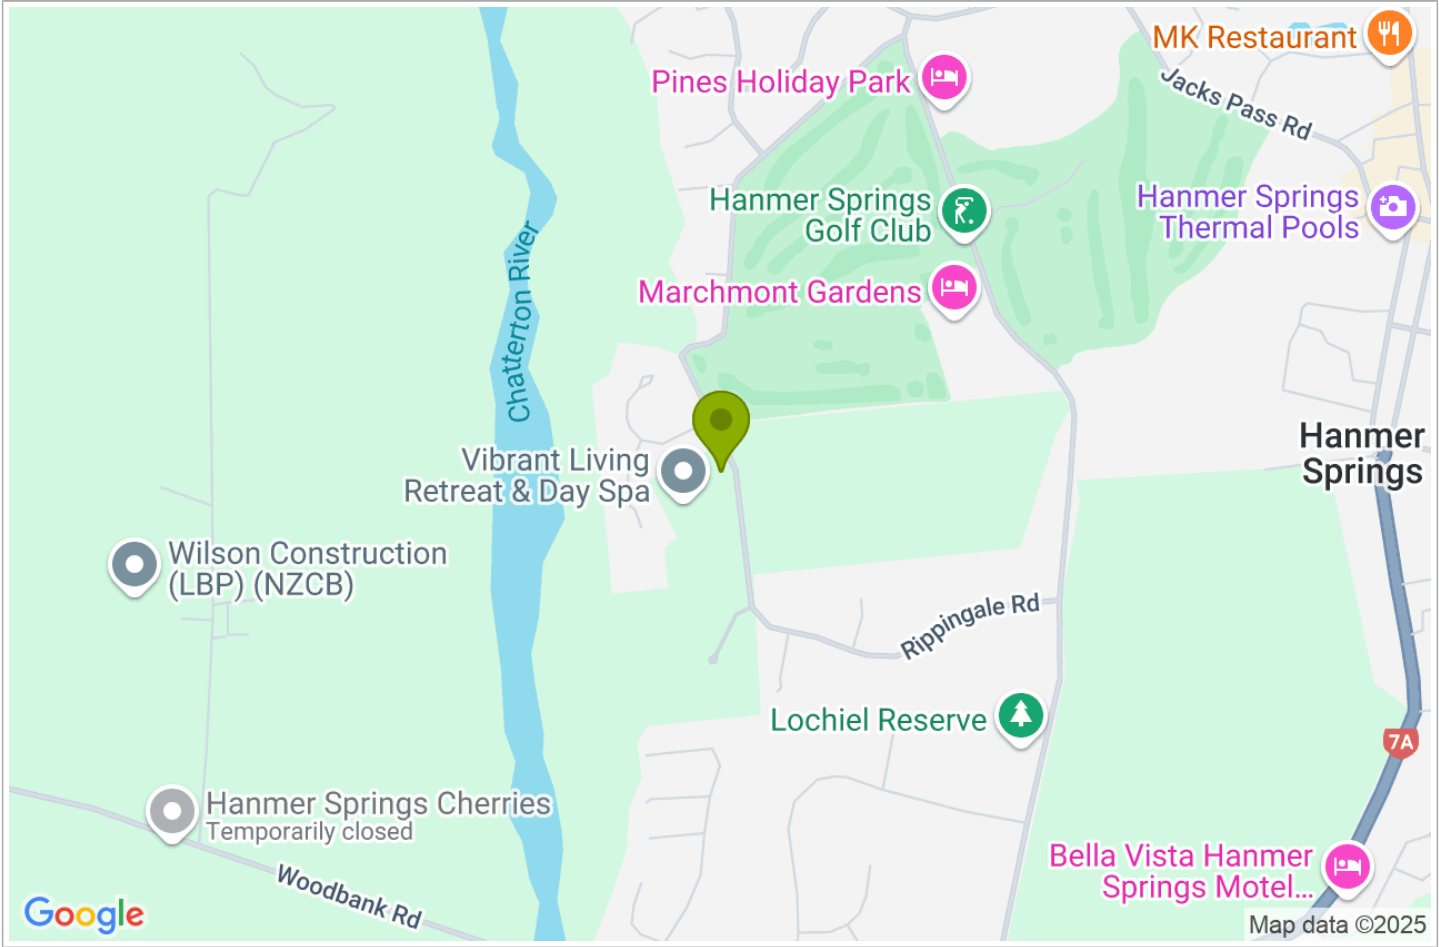 MK Restaurant
Pines Holiday Park
Jacks Pass Rd
Hanmer Springs
Golf Club
Hanmer Springs
Thermal Pools
Marchmont Gardens
Chatterton River
Hanmer
Springs
Vibrant Living
Retreat & Day Spa
Wilson Construction
(LBP) (NZCB)
Rippingale Rd
Lochiel Reserve
7A
Hanmer Springs Cherries
Temporarily closed
Woodbank Rd
Bella Vista Hanmer
Springs Motel...
Google
Map data ©2025